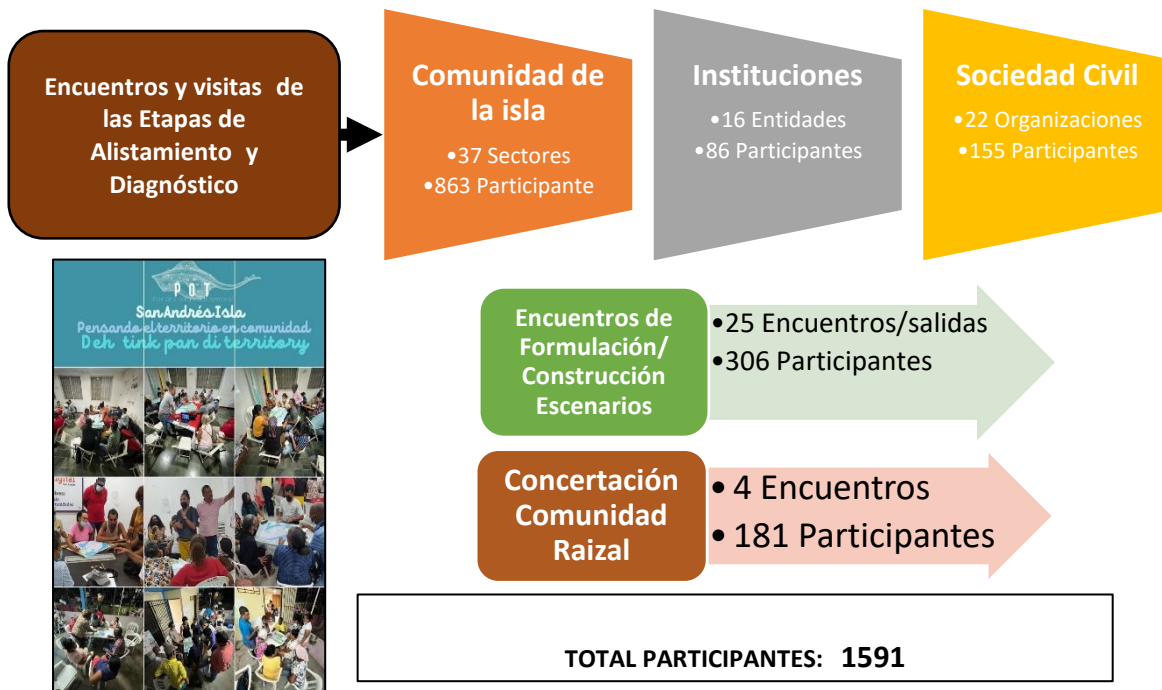 Encuentros y visitas de
las Etapas de
Alistamiento y
Diagnóstico
Comunidad de
la isla
•37 Sectores
•863 Participante
Instituciones
•16 Entidades
•86 Participantes
Sociedad Civil
•22 Organizaciones
•155 Participantes
POT
San Andrés Isla
Pensando el territorio en comunidad
Deh tink pan di territory
Encuentros de
Formulación/
Construcción
Escenarios
•25 Encuentros/salidas
•306 Participantes
Concertación
Comunidad
Raizal
• 4 Encuentros
• 181 Participantes
TOTAL PARTICIPANTES: 1591